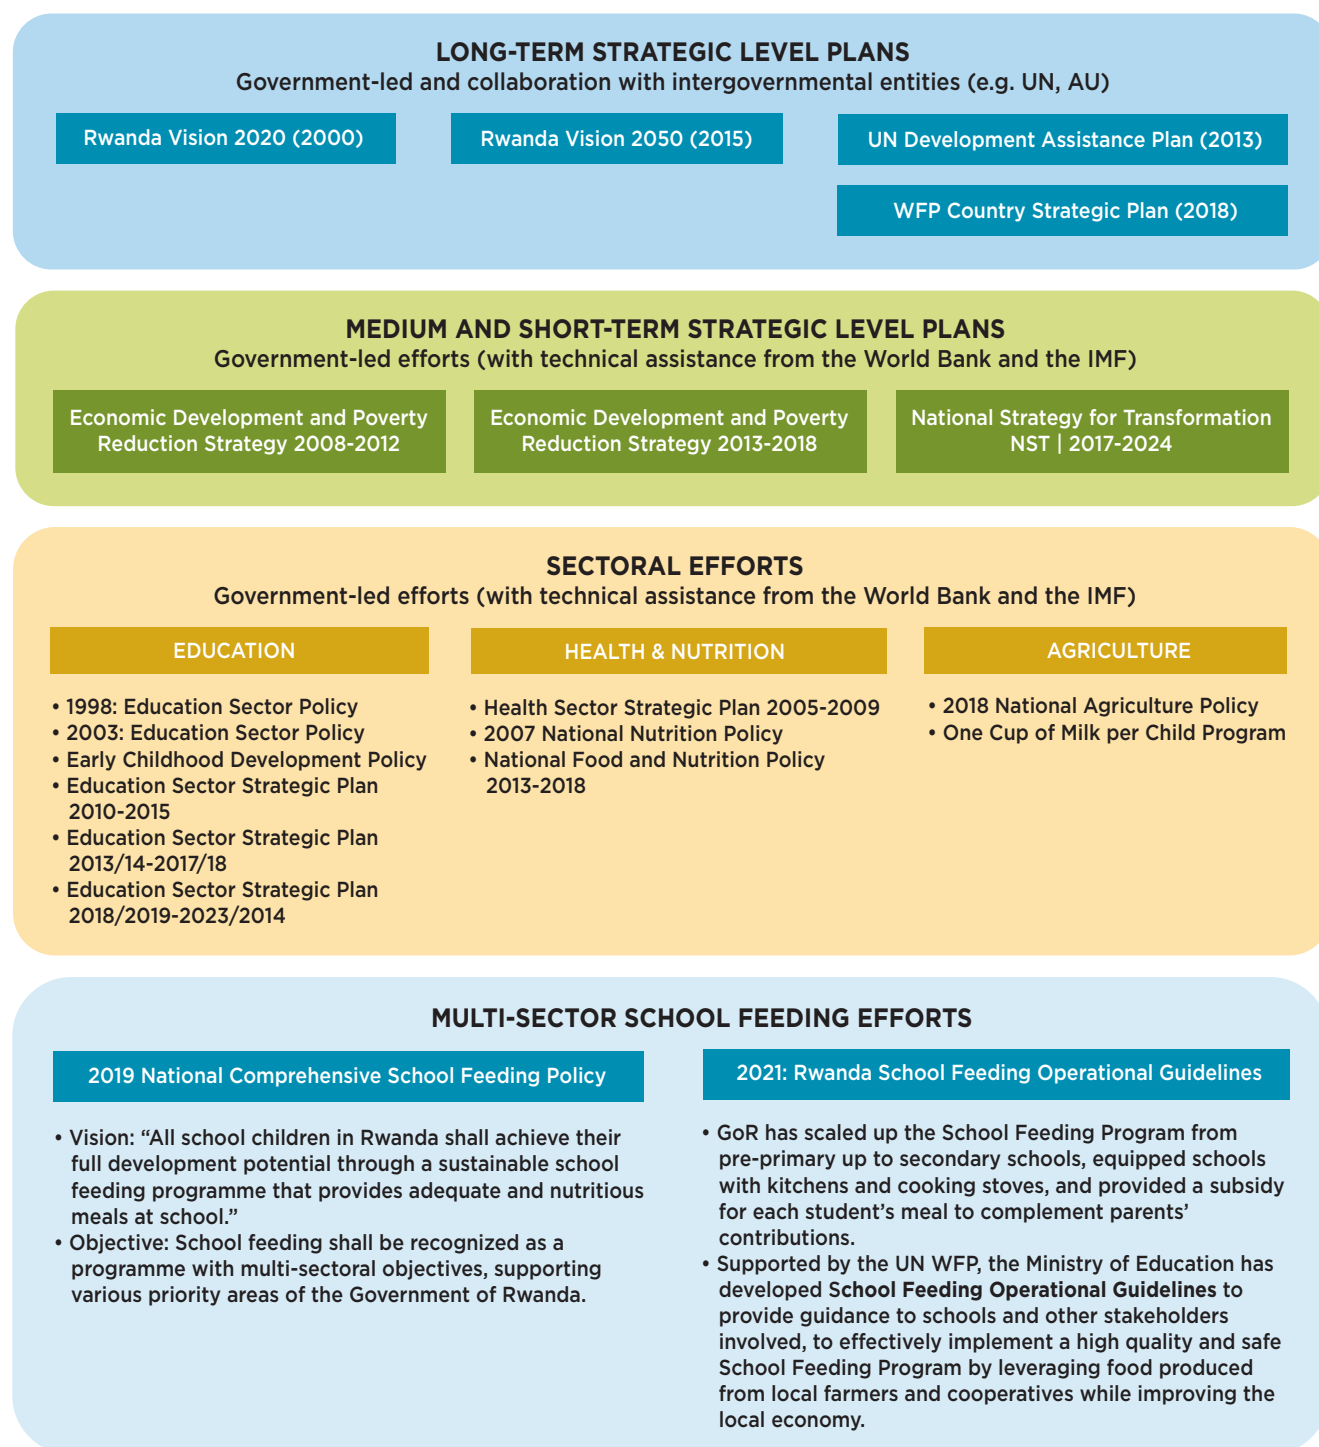 LONG-TERM STRATEGIC LEVEL PLANS
Government-led and collaboration with intergovernmental entities (e.g. UN, AU)
Rwanda Vision 2020 (2000)
Rwanda Vision 2050 (2015)
UN Development Assistance Plan (2013)
WFP Country Strategic Plan (2018)
MEDIUM AND SHORT-TERM STRATEGIC LEVEL PLANS
Government-led efforts (with technical assistance from the World Bank and the IMF)
Economic Development and Poverty
Reduction Strategy 2008-2012
Economic Development and Poverty
Reduction Strategy 2013-2018
National Strategy for Transformation
NST | 2017-2024
SECTORAL EFFORTS
Government-led efforts (with technical assistance from the World Bank and the IMF)
EDUCATION
• 1998: Education Sector Policy
• 2003: Education Sector Policy
• Early Childhood Development Policy
• Education Sector Strategic Plan
2010-2015
• Education Sector Strategic Plan
2013/14-2017/18
• Education Sector Strategic Plan
2018/2019-2023/2014
HEALTH & NUTRITION
• Health Sector Strategic Plan 2005-2009
• 2007 National Nutrition Policy
• National Food and Nutrition Policy
2013-2018
AGRICULTURE
• 2018 National Agriculture Policy
• One Cup of Milk per Child Program
MULTI-SECTOR SCHOOL FEEDING EFFORTS
2019 National Comprehensive School Feeding Policy
• Vision: “All school children in Rwanda shall achieve their
full development potential through a sustainable school
feeding programme that provides adequate and nutritious
meals at school.”
• Objective: School feeding shall be recognized as a
programme with multi-sectoral objectives, supporting
various priority areas of the Government of Rwanda.
2021: Rwanda School Feeding Operational Guidelines
• GoR has scaled up the School Feeding Program from
pre-primary up to secondary schools, equipped schools
with kitchens and cooking stoves, and provided a subsidy
for each student’s meal to complement parents’
contributions.
• Supported by the UN WFP, the Ministry of Education has
developed School Feeding Operational Guidelines to
provide guidance to schools and other stakeholders
involved, to effectively implement a high quality and safe
School Feeding Program by leveraging food produced
from local farmers and cooperatives while improving the
local economy.